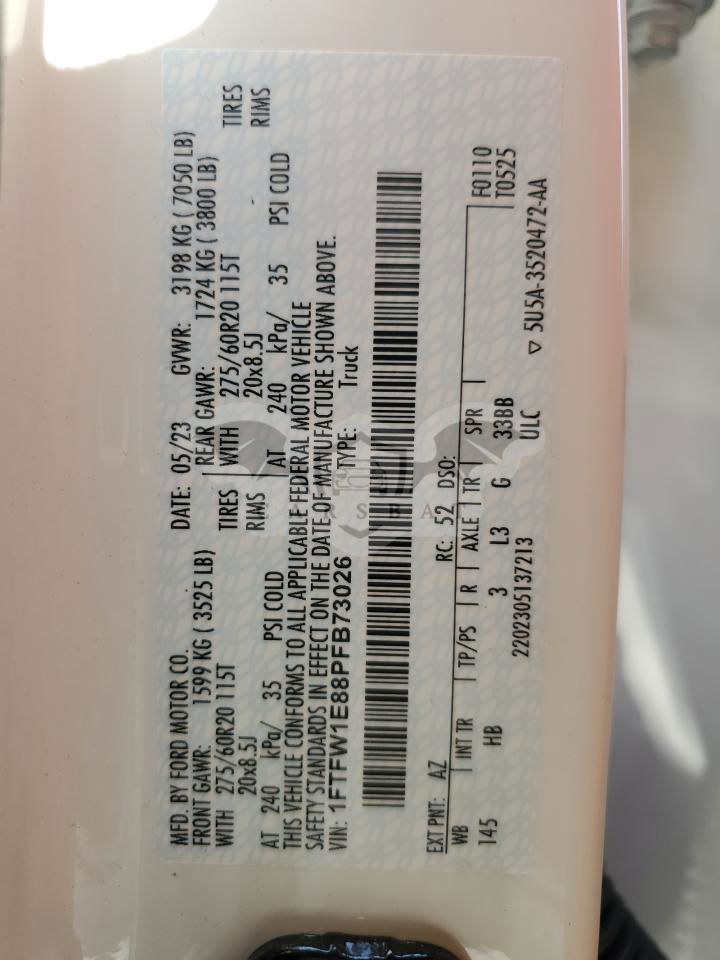 MFD. BY FORD MOTOR CO.
DATE: 05/23 GVWR: 3198 KG ( 7050 LB)
FRONT GAWR: 1599 KG ( 3525 LB) REAR GAWR: 1724 KG ( 3800 LB)
WITH 275/60R20 115T TIRES WITH 275/60R20 115T TIRES
20x8.5J RIMS 20x8.5J RIMS
AT 240 kPa/ 35 PSI COLD AT 240 kPa/ 35 PSI COLD
THIS VEHICLE CONFORMS TO ALL APPLICABLE FEDERAL MOTOR VEHICLE
SAFETY STANDARDS IN EFFECT ON THE DATE OF MANUFACTURE SHOWN ABOVE.
VIN: 1FTFW1E88PFB73026 TYPE: Truck
EXT PNT: AZ RC: 52 DSO:
WB INT TR TP/PS R AXLE TR SPR F0110
145 HB 3 L3 G 33BB T0525
2202305137213 ULC
▽ 5U5A-3520472-AA